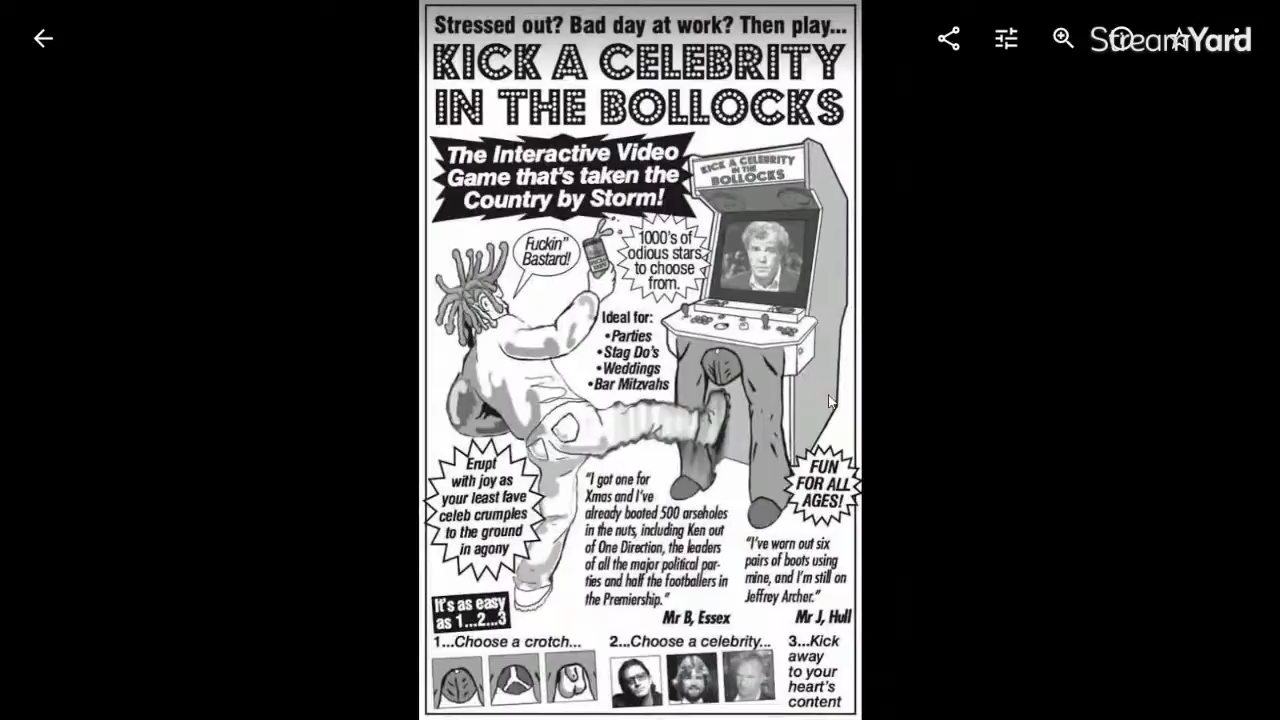 Stressed out? Bad day at work? Then play...
KICK A CELEBRITY
IN THE BOLLOCKS
The Interactive Video
Game that's taken the
Country by Storm!
KICK A CELEBRITY
IN THE
BOLLOCKS
Fuckin"
Bastard!
1000's of
odious stars
to choose
from.
Ideal for:
•Parties
•Stag Do's
•Weddings
•Bar Mitzvahs
Erupt
with joy as
your least fave
celeb crumples
to the ground
in agony
"I got one for
Xmas and I've
already booted 500 arseholes
in the nuts, including Ken out
of One Direction, the leaders
of all the major political par-
ties and half the footballers in
the Premiership."
Mr B, Essex
FUN
FOR ALL
AGES!
"I've worn out six
pairs of boots using
mine, and I'm still on
Jeffrey Archer."
Mr J, Hull
It's as easy
as 1...2...3
1...Choose a crotch...
2...Choose a celebrity...
3...Kick
away
to your
heart's
content
StreamYard